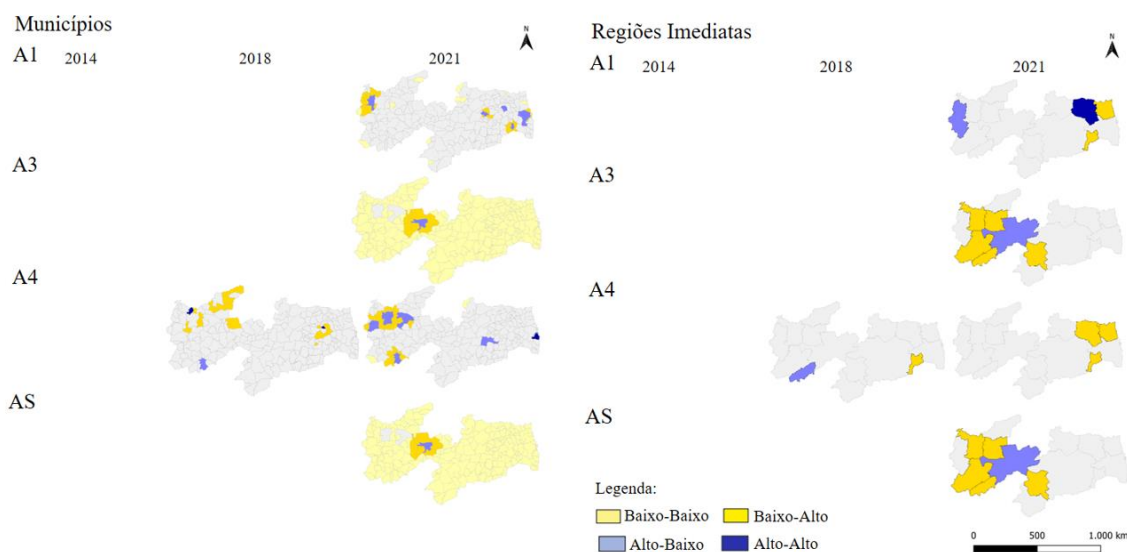 Municípios
N
A1
2014 2018 2021
A3
A4
AS
Regiões Imediatas
N
A1
2014 2018 2021
A3
A4
AS
Legenda:
Baixo-Baixo Baixo-Alto
Alto-Baixo Alto-Alto
0 500 1.000 km